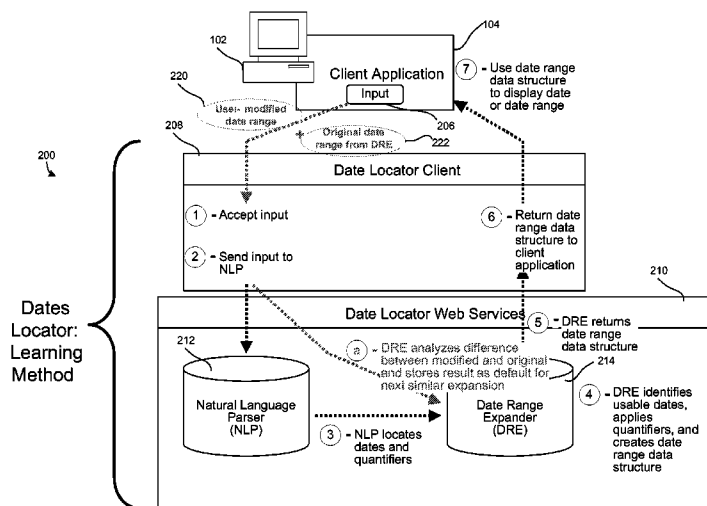 102
104
Client Application
Input
7 - Use date range
data structure
to display date
or date range
220
User- modified
date range
+
Original date
range from DRE
206
222
208
200
Date Locator Client
1 - Accept input
2 - Send input to
NLP
6 - Return date
range data
structure to
client
application
210
Date Locator Web Services
Dates
Locator:
Learning
Method
212
Natural Language
Parser
(NLP)
a - DRE analyzes difference
between modified and original
and stores result as default for
next similar expansion
5 - DRE returns
date range
data structure
214
Date Range
Expander
(DRE)
3 - NLP locates
dates and
quantifiers
4 - DRE identifies
usable dates,
applies
quantifiers, and
creates date
range data
structure